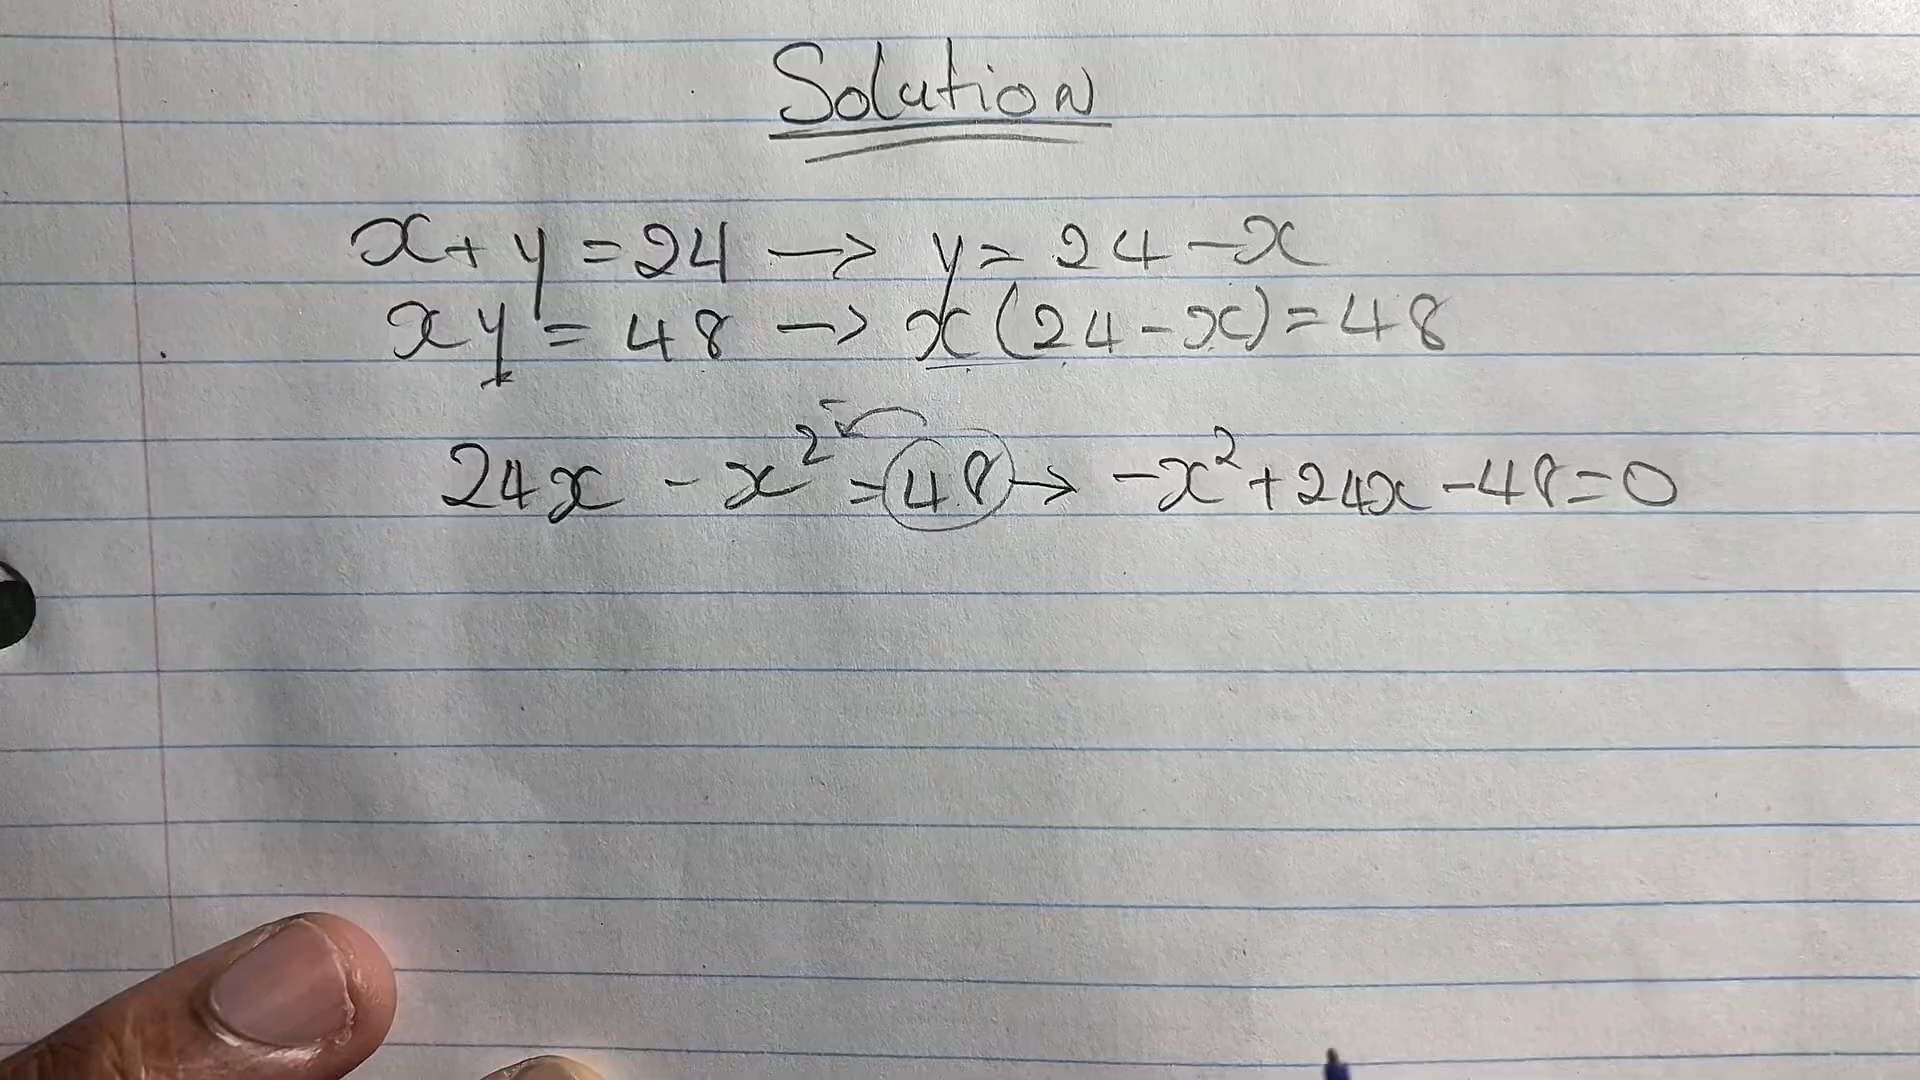 Solution
x + y = 24 → y = 24 - x
xy = 48 → x(24 - x) = 48
24x - x² = 48 → -x² + 24x - 48 = 0